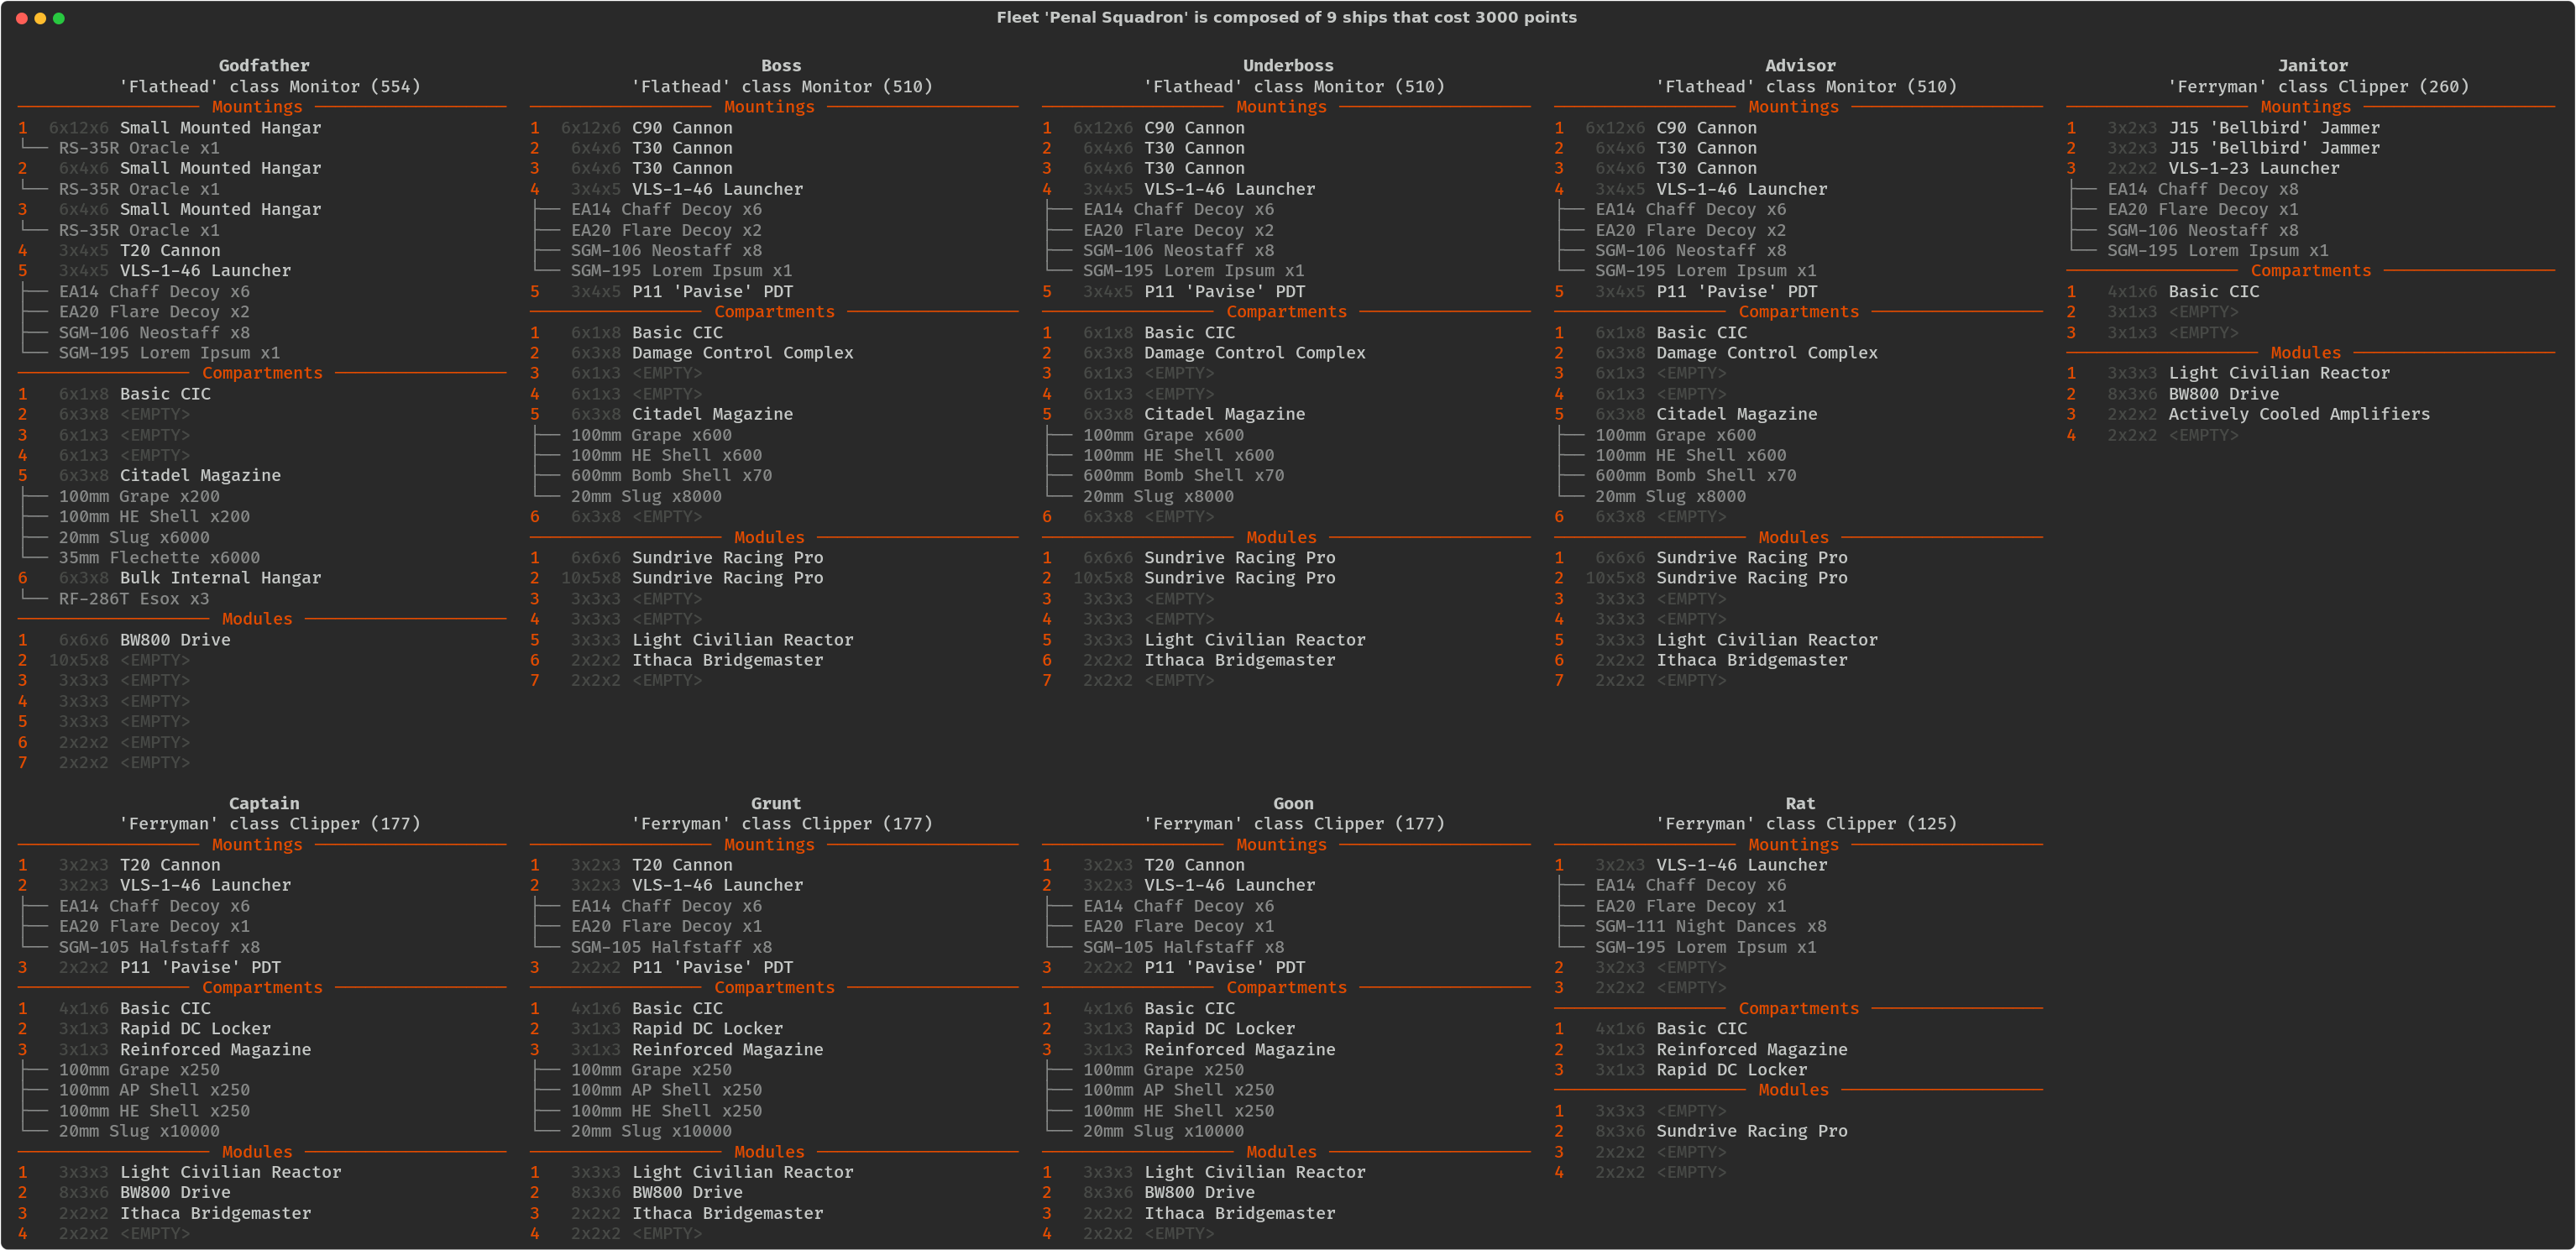 Fleet 'Penal Squadron' is composed of 9 ships that cost 3000 points
Godfather
'Flathead' class Monitor (554)
Mountings
1 6x12x6 Small Mounted Hangar
RS-35R Oracle x1
2 6x4x6 Small Mounted Hangar
RS-35R Oracle x1
3 6x4x6 Small Mounted Hangar
RS-35R Oracle x1
4 3x4x5 T20 Cannon
5 3x4x5 VLS-1-46 Launcher
EA14 Chaff Decoy x6
EA20 Flare Decoy x2
SGM-106 Neostaff x8
SGM-195 Lorem Ipsum x1
Compartments
1 6x1x8 Basic CIC
2 6x3x8 <EMPTY>
3 6x1x3 <EMPTY>
4 6x1x3 <EMPTY>
5 6x3x8 Citadel Magazine
100mm Grape x200
100mm HE Shell x200
20mm Slug x6000
35mm Flechette x6000
6 6x3x8 Bulk Internal Hangar
RF-286T Esox x3
Modules
1 6x6x6 BW800 Drive
2 10x5x8 <EMPTY>
3 3x3x3 <EMPTY>
4 3x3x3 <EMPTY>
5 3x3x3 <EMPTY>
6 2x2x2 <EMPTY>
7 2x2x2 <EMPTY>
Boss
'Flathead' class Monitor (510)
Mountings
1 6x12x6 C90 Cannon
2 6x4x6 T30 Cannon
3 6x4x6 T30 Cannon
4 3x4x5 VLS-1-46 Launcher
EA14 Chaff Decoy x6
EA20 Flare Decoy x2
SGM-106 Neostaff x8
SGM-195 Lorem Ipsum x1
5 3x4x5 P11 'Pavise' PDT
Compartments
1 6x1x8 Basic CIC
2 6x3x8 Damage Control Complex
3 6x1x3 <EMPTY>
4 6x1x3 <EMPTY>
5 6x3x8 Citadel Magazine
100mm Grape x600
100mm HE Shell x600
600mm Bomb Shell x70
20mm Slug x8000
6 6x3x8 <EMPTY>
Modules
1 6x6x6 Sundrive Racing Pro
2 10x5x8 Sundrive Racing Pro
3 3x3x3 <EMPTY>
4 3x3x3 <EMPTY>
5 3x3x3 Light Civilian Reactor
6 2x2x2 Ithaca Bridgemaster
7 2x2x2 <EMPTY>
Underboss
'Flathead' class Monitor (510)
Mountings
1 6x12x6 C90 Cannon
2 6x4x6 T30 Cannon
3 6x4x6 T30 Cannon
4 3x4x5 VLS-1-46 Launcher
EA14 Chaff Decoy x6
EA20 Flare Decoy x2
SGM-106 Neostaff x8
SGM-195 Lorem Ipsum x1
5 3x4x5 P11 'Pavise' PDT
Compartments
1 6x1x8 Basic CIC
2 6x3x8 Damage Control Complex
3 6x1x3 <EMPTY>
4 6x1x3 <EMPTY>
5 6x3x8 Citadel Magazine
100mm Grape x600
100mm HE Shell x600
600mm Bomb Shell x70
20mm Slug x8000
6 6x3x8 <EMPTY>
Modules
1 6x6x6 Sundrive Racing Pro
2 10x5x8 Sundrive Racing Pro
3 3x3x3 <EMPTY>
4 3x3x3 <EMPTY>
5 3x3x3 Light Civilian Reactor
6 2x2x2 Ithaca Bridgemaster
7 2x2x2 <EMPTY>
Advisor
'Flathead' class Monitor (510)
Mountings
1 6x12x6 C90 Cannon
2 6x4x6 T30 Cannon
3 6x4x6 T30 Cannon
4 3x4x5 VLS-1-46 Launcher
EA14 Chaff Decoy x6
EA20 Flare Decoy x2
SGM-106 Neostaff x8
SGM-195 Lorem Ipsum x1
5 3x4x5 P11 'Pavise' PDT
Compartments
1 6x1x8 Basic CIC
2 6x3x8 Damage Control Complex
3 6x1x3 <EMPTY>
4 6x1x3 <EMPTY>
5 6x3x8 Citadel Magazine
100mm Grape x600
100mm HE Shell x600
600mm Bomb Shell x70
20mm Slug x8000
6 6x3x8 <EMPTY>
Modules
1 6x6x6 Sundrive Racing Pro
2 10x5x8 Sundrive Racing Pro
3 3x3x3 <EMPTY>
4 3x3x3 <EMPTY>
5 3x3x3 Light Civilian Reactor
6 2x2x2 Ithaca Bridgemaster
7 2x2x2 <EMPTY>
Janitor
'Ferryman' class Clipper (260)
Mountings
1 3x2x3 J15 'Bellbird' Jammer
2 3x2x3 J15 'Bellbird' Jammer
3 2x2x2 VLS-1-23 Launcher
EA14 Chaff Decoy x8
EA20 Flare Decoy x1
SGM-106 Neostaff x8
SGM-195 Lorem Ipsum x1
Compartments
1 4x1x6 Basic CIC
2 3x1x3 <EMPTY>
3 3x1x3 <EMPTY>
Modules
1 3x3x3 Light Civilian Reactor
2 8x3x6 BW800 Drive
3 2x2x2 Actively Cooled Amplifiers
4 2x2x2 <EMPTY>
Captain
'Ferryman' class Clipper (177)
Mountings
1 3x2x3 T20 Cannon
2 3x2x3 VLS-1-46 Launcher
EA14 Chaff Decoy x6
EA20 Flare Decoy x1
SGM-105 Halfstaff x8
3 2x2x2 P11 'Pavise' PDT
Compartments
1 4x1x6 Basic CIC
2 3x1x3 Rapid DC Locker
3 3x1x3 Reinforced Magazine
100mm Grape x250
100mm AP Shell x250
100mm HE Shell x250
20mm Slug x10000
Modules
1 3x3x3 Light Civilian Reactor
2 8x3x6 BW800 Drive
3 2x2x2 Ithaca Bridgemaster
4 2x2x2 <EMPTY>
Grunt
'Ferryman' class Clipper (177)
Mountings
1 3x2x3 T20 Cannon
2 3x2x3 VLS-1-46 Launcher
EA14 Chaff Decoy x6
EA20 Flare Decoy x1
SGM-105 Halfstaff x8
3 2x2x2 P11 'Pavise' PDT
Compartments
1 4x1x6 Basic CIC
2 3x1x3 Rapid DC Locker
3 3x1x3 Reinforced Magazine
100mm Grape x250
100mm AP Shell x250
100mm HE Shell x250
20mm Slug x10000
Modules
1 3x3x3 Light Civilian Reactor
2 8x3x6 BW800 Drive
3 2x2x2 Ithaca Bridgemaster
4 2x2x2 <EMPTY>
Goon
'Ferryman' class Clipper (177)
Mountings
1 3x2x3 T20 Cannon
2 3x2x3 VLS-1-46 Launcher
EA14 Chaff Decoy x6
EA20 Flare Decoy x1
SGM-105 Halfstaff x8
3 2x2x2 P11 'Pavise' PDT
Compartments
1 4x1x6 Basic CIC
2 3x1x3 Rapid DC Locker
3 3x1x3 Reinforced Magazine
100mm Grape x250
100mm AP Shell x250
100mm HE Shell x250
20mm Slug x10000
Modules
1 3x3x3 Light Civilian Reactor
2 8x3x6 BW800 Drive
3 2x2x2 Ithaca Bridgemaster
4 2x2x2 <EMPTY>
Rat
'Ferryman' class Clipper (125)
Mountings
1 3x2x3 VLS-1-46 Launcher
EA14 Chaff Decoy x6
EA20 Flare Decoy x1
SGM-111 Night Dances x8
SGM-195 Lorem Ipsum x1
2 3x2x3 <EMPTY>
3 2x2x2 <EMPTY>
Compartments
1 4x1x6 Basic CIC
2 3x1x3 Reinforced Magazine
3 3x1x3 Rapid DC Locker
Modules
1 3x3x3 <EMPTY>
2 8x3x6 Sundrive Racing Pro
3 2x2x2 <EMPTY>
4 2x2x2 <EMPTY>